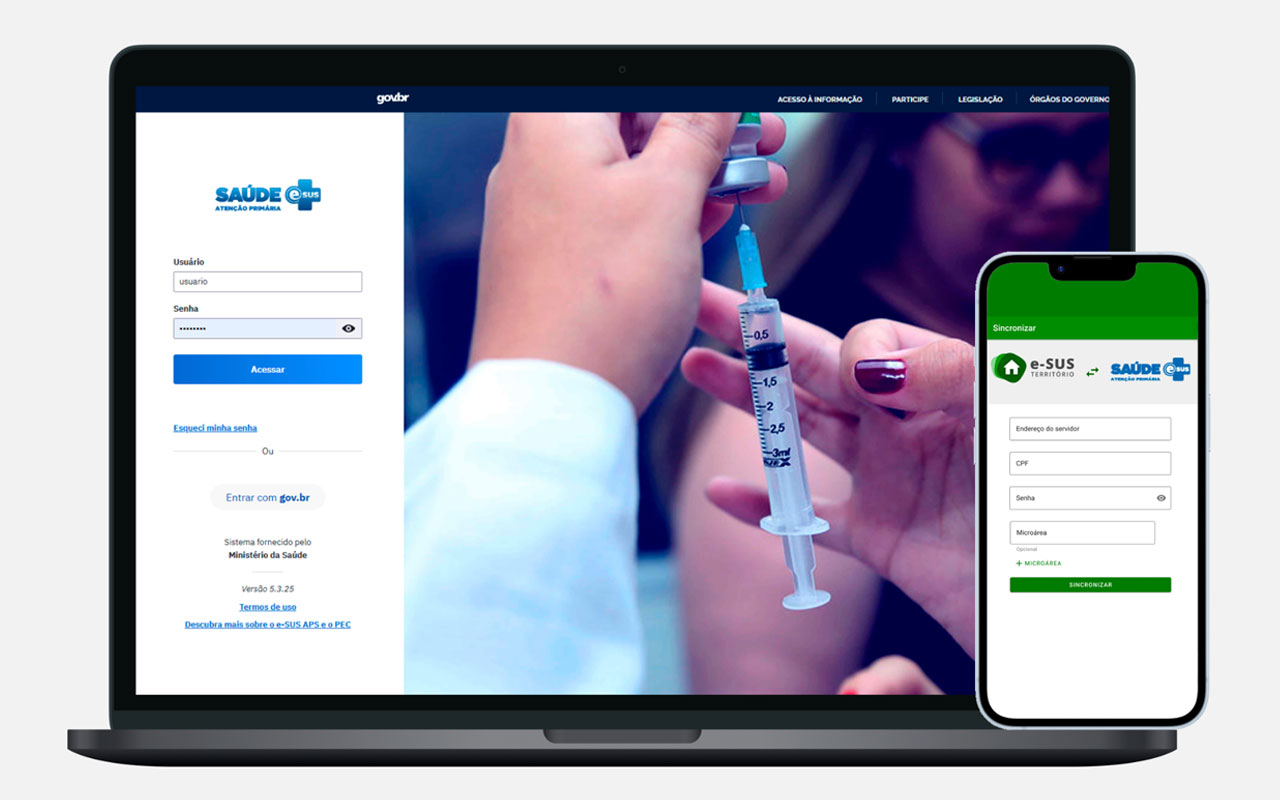 gov.br
ACESSO À INFORMAÇÃO PARTICIPE LEGISLAÇÃO ÓRGÃOS DO GOVERNO
SAÚDE e SUS
ATENÇÃO PRIMÁRIA
Usuário
usuario
Senha
••••••••
Acessar
Esqueci minha senha
Ou
Entrar com gov.br
Sistema fornecido pelo
Ministério da Saúde
Versão 5.3.25
Termos de uso
Descubra mais sobre o e-SUS APS e o PEC
0,5
1,5
2
2,5
3ml
Sincronizar
e-SUS
TERRITÓRIO
SAÚDE e SUS
ATENÇÃO PRIMÁRIA
Endereço do servidor
CPF
Senha
Microárea
Opcional
+ MICROÁREA
SINCRONIZAR